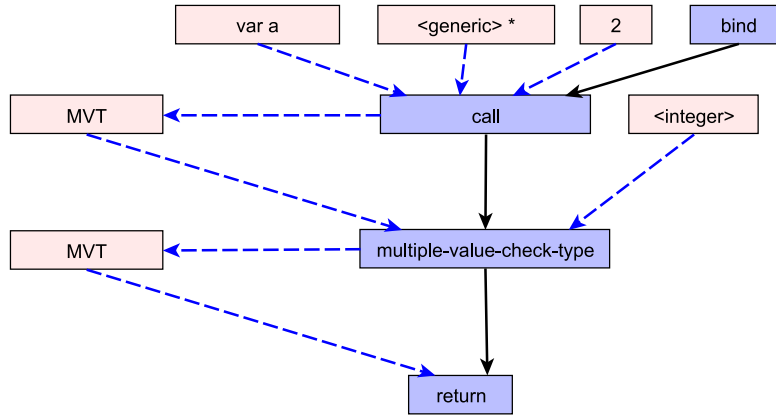 var a
<generic> *
2
bind
MVT
call
<integer>
MVT
multiple-value-check-type
return